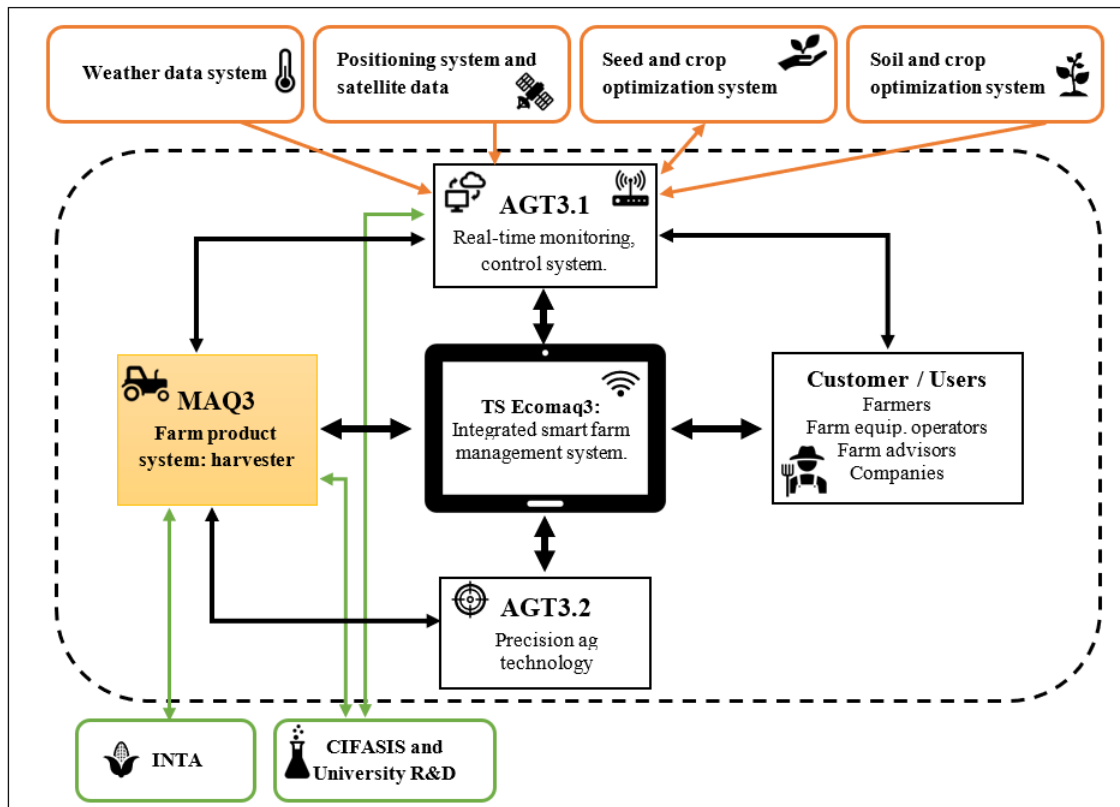 Weather data system
Positioning system and
satellite data
Seed and crop
optimization system
Soil and crop
optimization system
AGT3.1
Real-time monitoring,
control system.
MAQ3
Farm product
system: harvester
TS Ecomaq3:
Integrated smart farm
management system.
Customer / Users
Farmers
Farm equip. operators
Farm advisors
Companies
AGT3.2
Precision ag
technology
INTA
CIFASIS and
University R&D